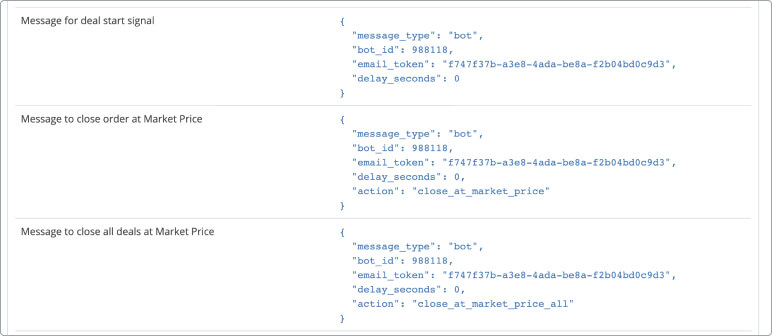 Message for deal start signal
{
"message_type": "bot",
"bot_id": 988118,
"email_token": "f747f37b-a3e8-4ada-be8a-f2b04bd0c9d3",
"delay_seconds": 0
}
Message to close order at Market Price
{
"message_type": "bot",
"bot_id": 988118,
"email_token": "f747f37b-a3e8-4ada-be8a-f2b04bd0c9d3",
"delay_seconds": 0,
"action": "close_at_market_price"
}
Message to close all deals at Market Price
{
"message_type": "bot",
"bot_id": 988118,
"email_token": "f747f37b-a3e8-4ada-be8a-f2b04bd0c9d3",
"delay_seconds": 0,
"action": "close_at_market_price_all"
}